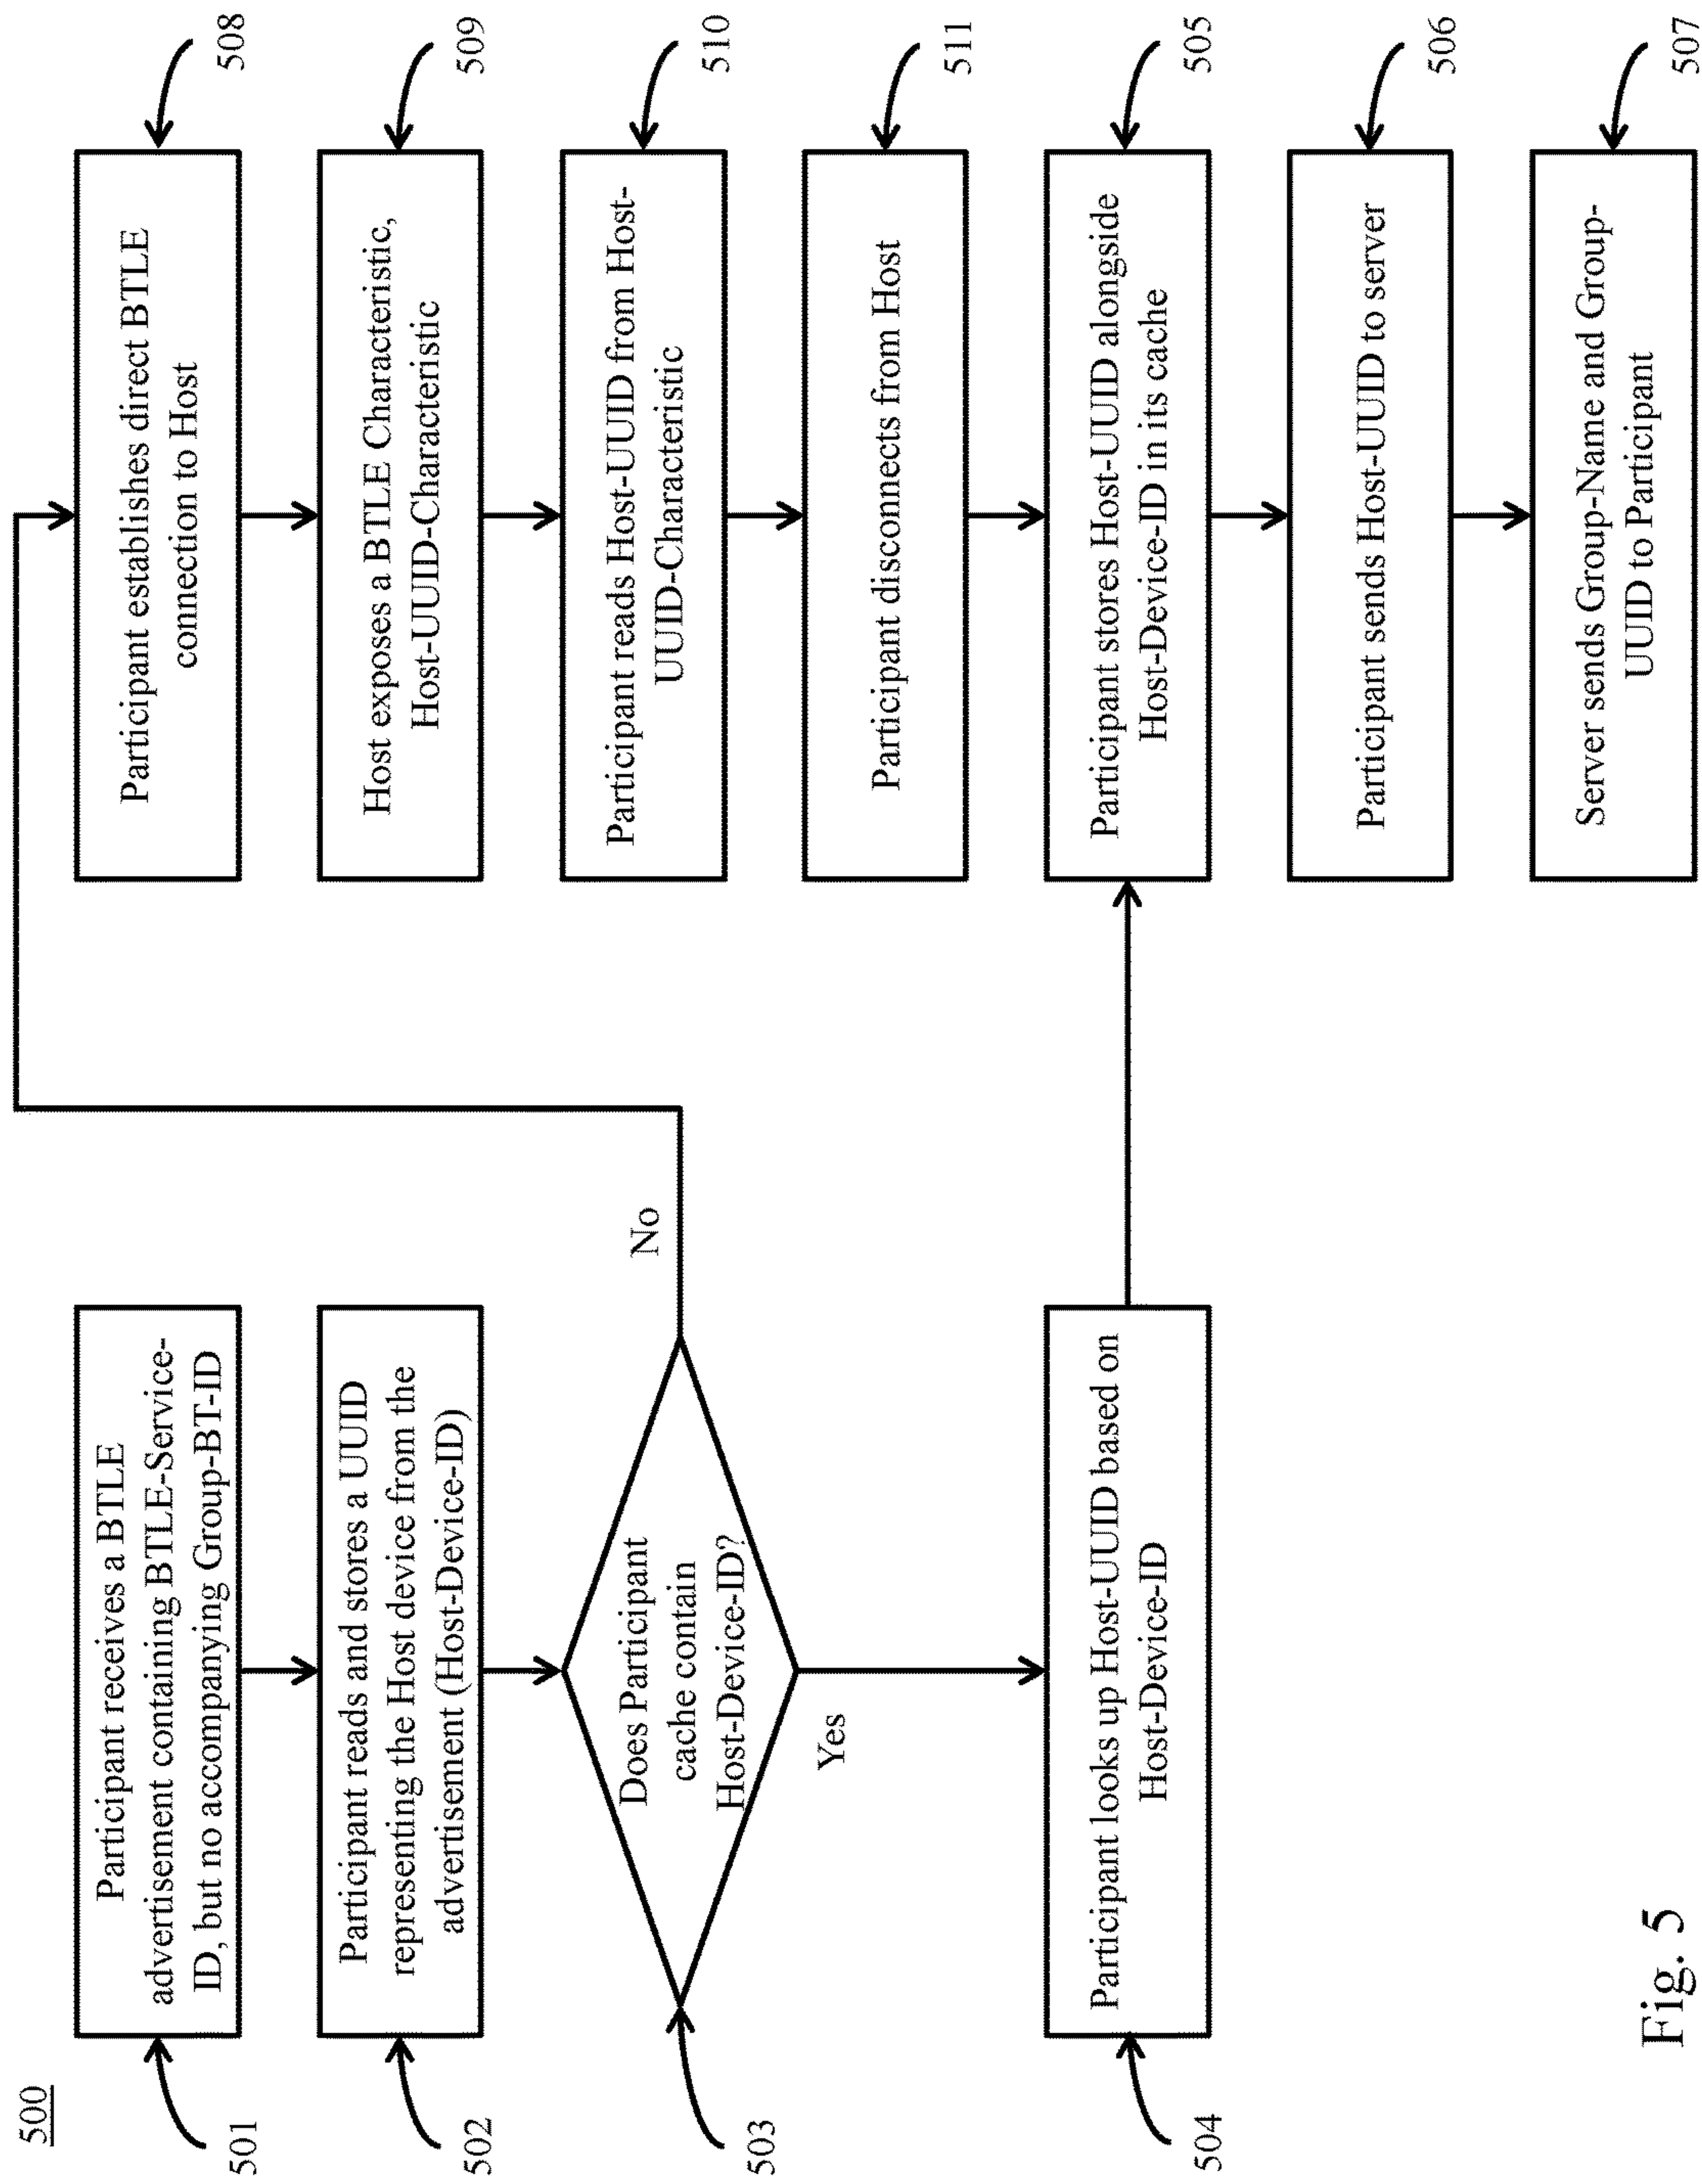 500
Participant receives a BTLE
advertisement containing BTLE-Service-
ID, but no accompanying Group-BT-ID
501
Participant reads and stores a UUID
representing the Host device from the
advertisement (Host-Device-ID)
502
Does Participant
cache contain
Host-Device-ID?
503
No
Yes
Participant looks up Host-UUID based on
Host-Device-ID
504
Participant establishes direct BTLE
connection to Host
508
Host exposes a BTLE Characteristic,
Host-UUID-Characteristic
509
Participant reads Host-UUID from Host-
UUID-Characteristic
510
Participant disconnects from Host
511
Participant stores Host-UUID alongside
Host-Device-ID in its cache
505
Participant sends Host-UUID to server
506
Server sends Group-Name and Group-
UUID to Participant
507
Fig. 5